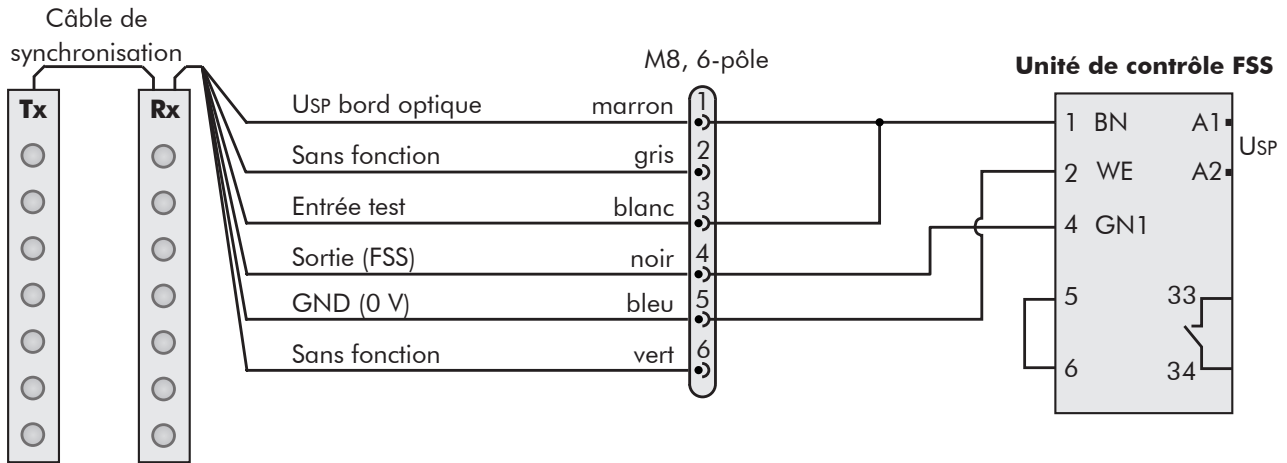 Câble de
synchronisation
M8, 6-pôle
Unité de contrôle FSS
Tx
Rx
USP bord optique marron 1
Sans fonction gris 2
Entrée test blanc 3
Sortie (FSS) noir 4
GND (0 V) bleu 5
Sans fonction vert 6
1 BN A1
USP
2 WE A2
4 GN1
5 33
6 34